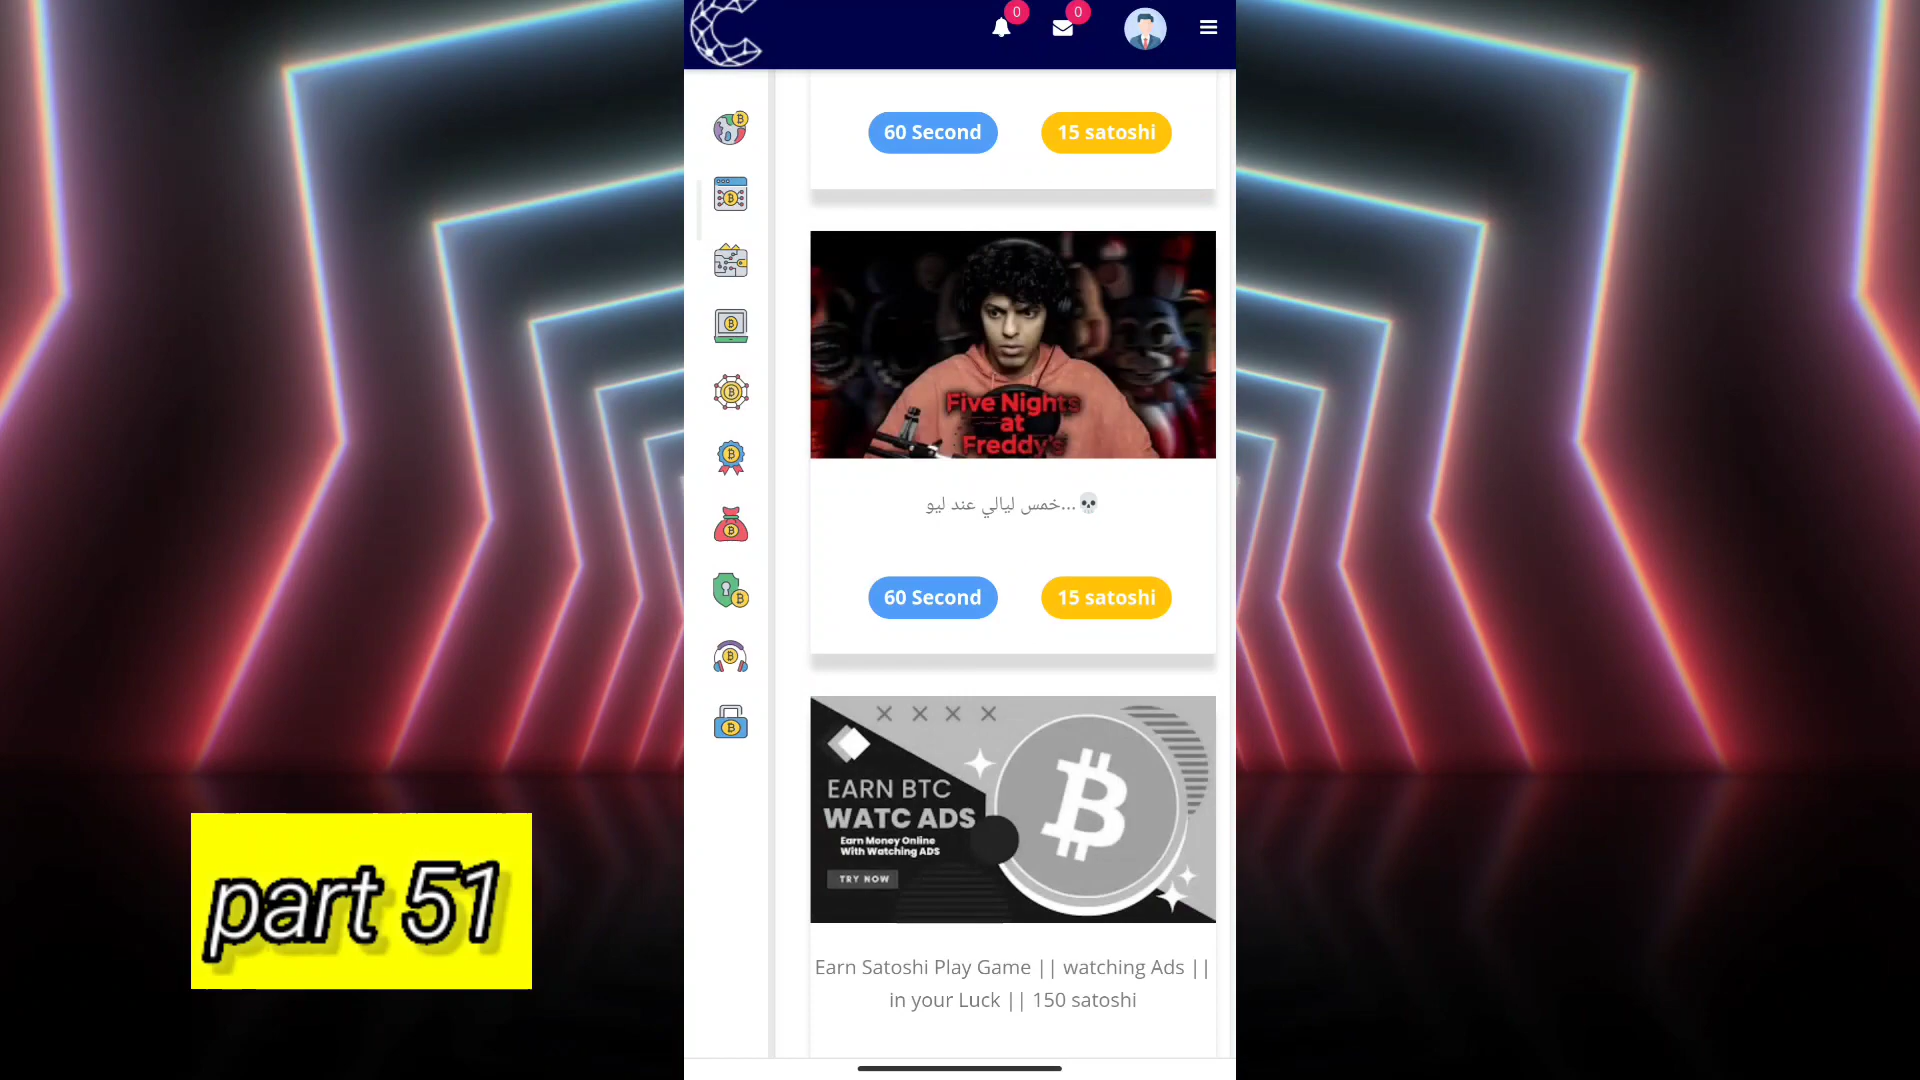 0
0
60 Second
15 satoshi
Five Nights
at
Freddy's
خمس ليالي عند ليو...💀
60 Second
15 satoshi
EARN BTC
WATC ADS
Earn Money Online
With Watching ADS
TRY NOW
Earn Satoshi Play Game || watching Ads ||
in your Luck || 150 satoshi
part 51